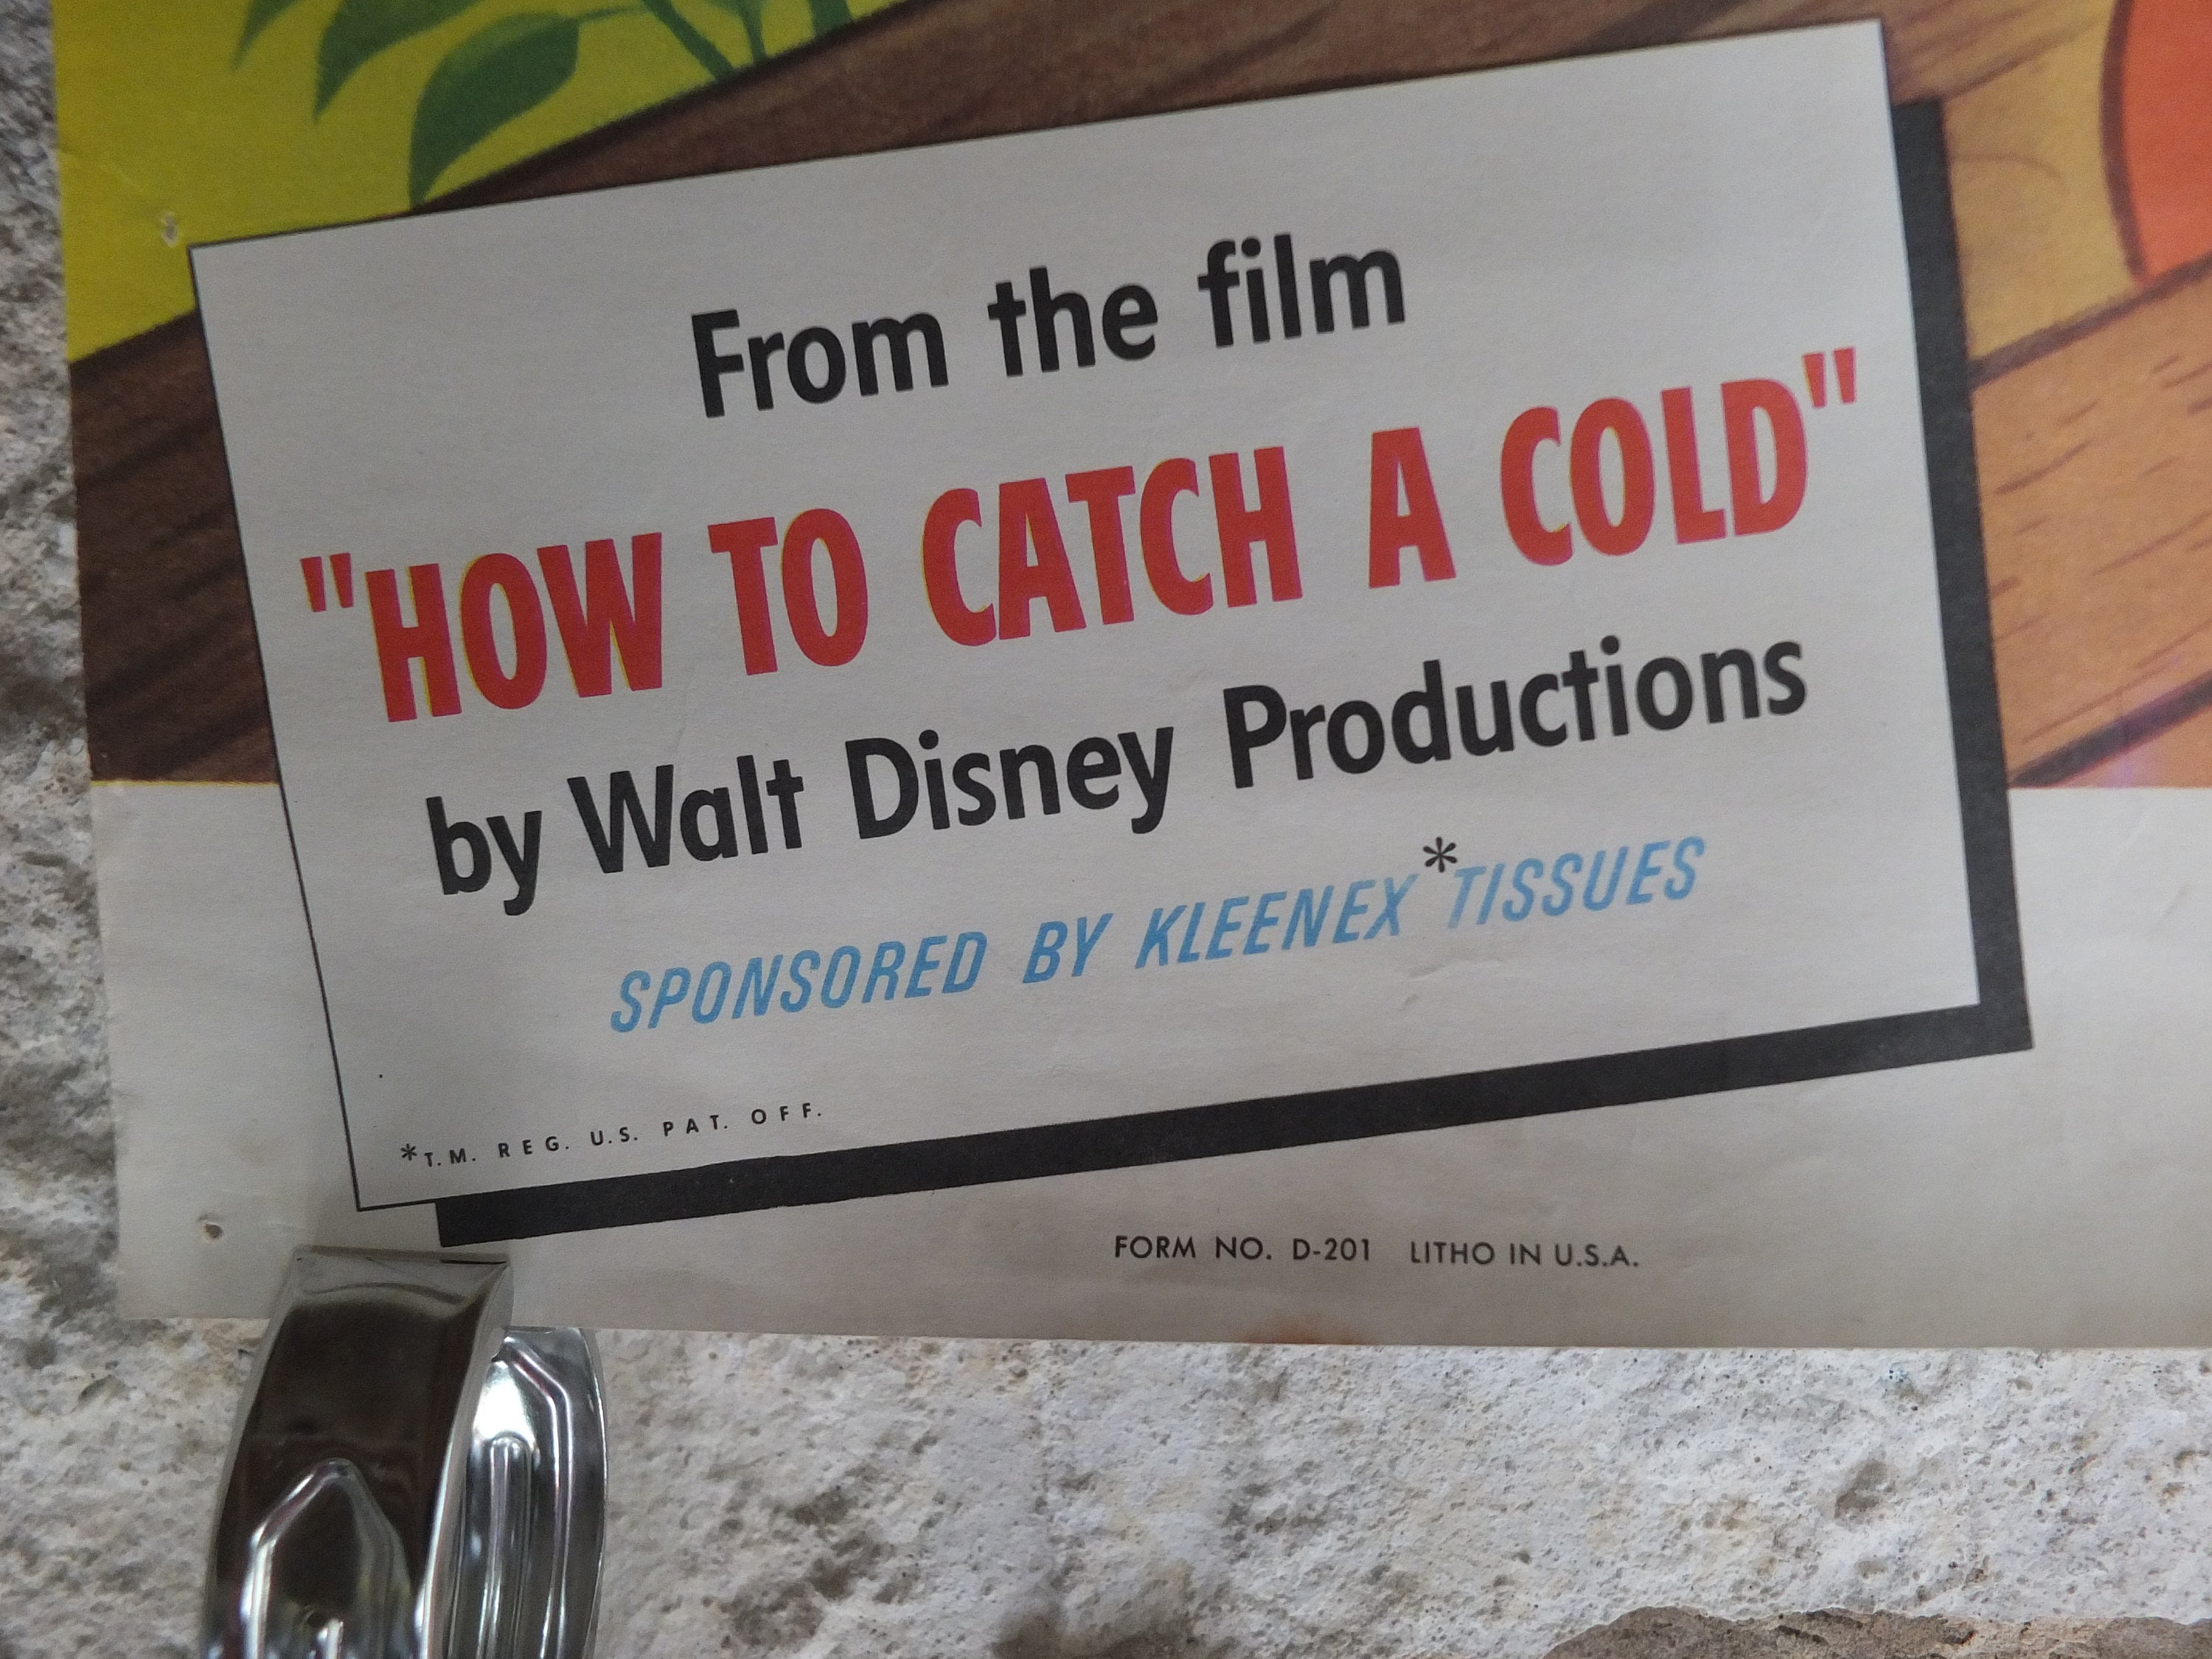 From the film
"HOW TO CATCH A COLD"
by Walt Disney Productions
SPONSORED BY KLEENEX*TISSUES
*T.M. REG. U.S. PAT. OFF.
FORM NO. D-201 LITHO IN U.S.A.